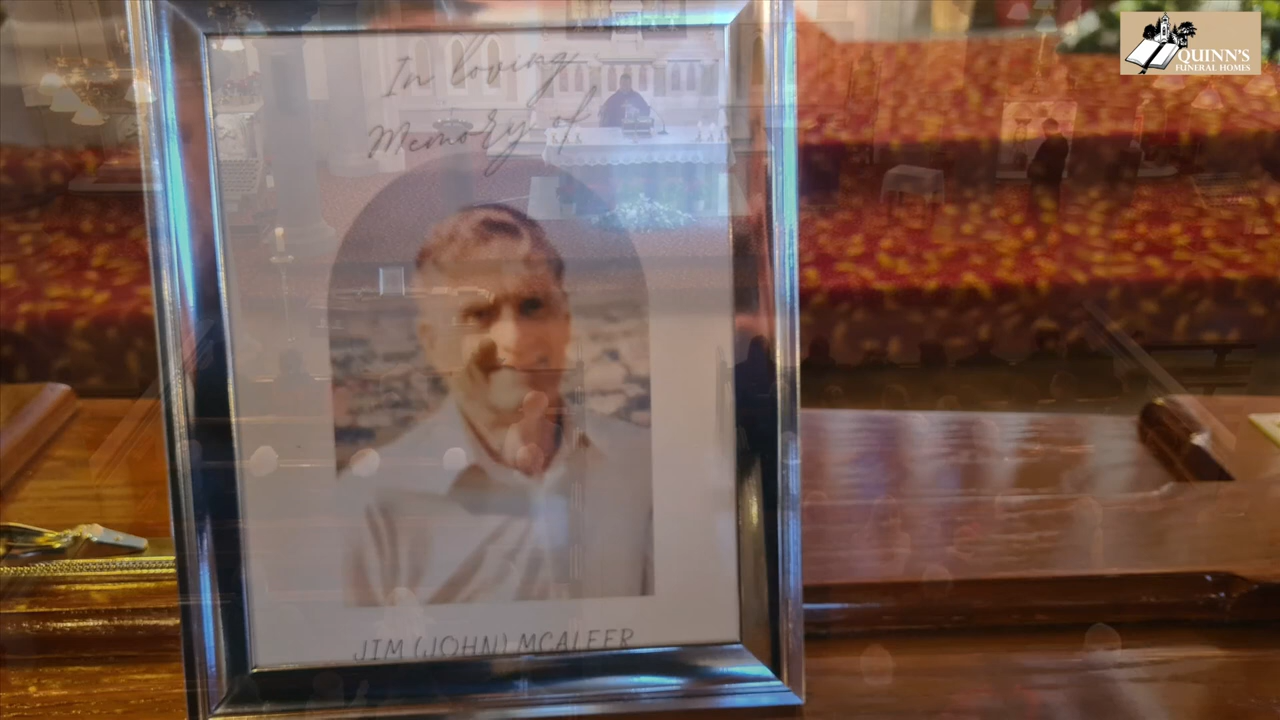 In loving
Memory of
JIM (JOHN) MCALEER
QUINN'S
FUNERAL HOMES